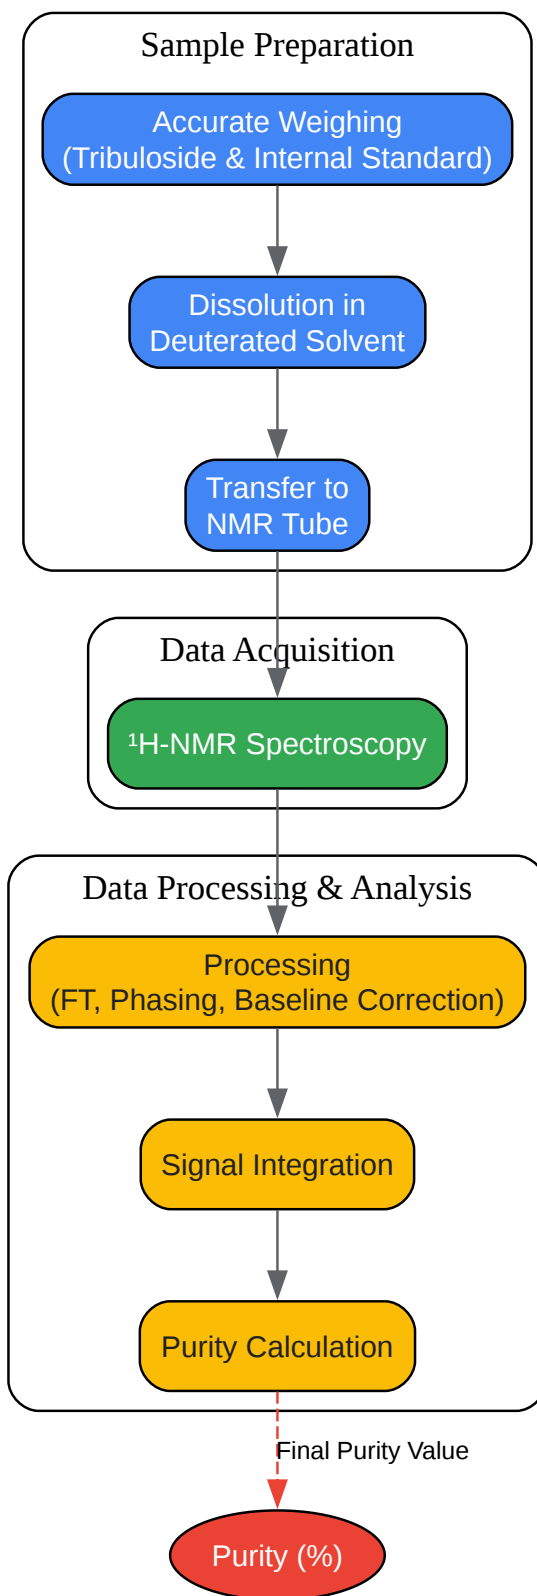 Sample Preparation
Accurate Weighing
(Tribuloside & Internal Standard)
Dissolution in
Deuterated Solvent
Transfer to
NMR Tube
Data Acquisition
¹H-NMR Spectroscopy
Data Processing & Analysis
Processing
(FT, Phasing, Baseline Correction)
Signal Integration
Purity Calculation
Final Purity Value
Purity (%)